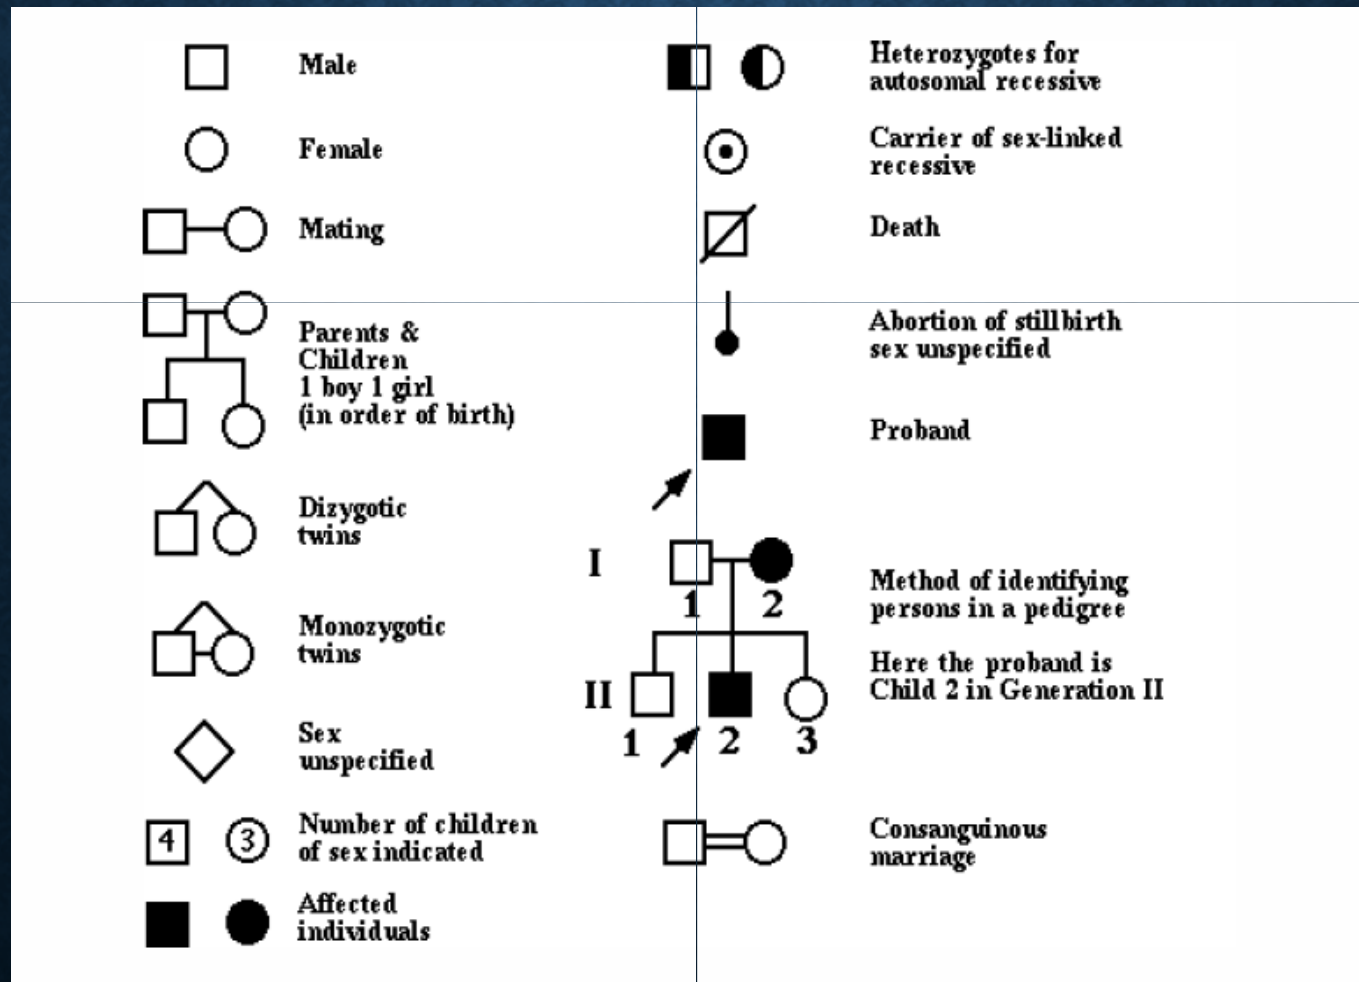 Male
Female
Mating
Parents &
Children
1 boy 1 girl
(in order of birth)
Dizygotic
twins
Monozygotic
twins
Sex
unspecified
4 3
Number of children
of sex indicated
Affected
individuals
Heterozygotes for
autosomal recessive
Carrier of sex-linked
recessive
Death
Abortion of stillbirth
sex unspecified
Proband
I
1 2
II
1 2 3
Method of identifying
persons in a pedigree
Here the proband is
Child 2 in Generation II
Consanguinous
marriage